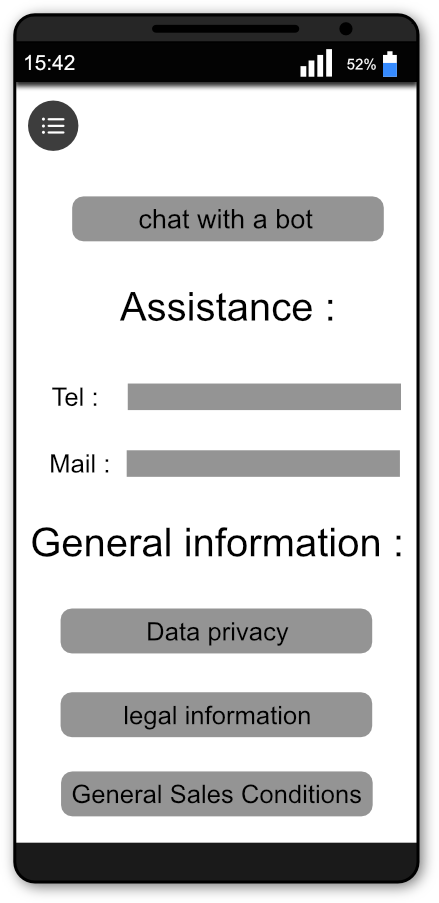 15:42
52%
chat with a bot
Assistance :
Tel :
Mail :
General information :
Data privacy
legal information
General Sales Conditions